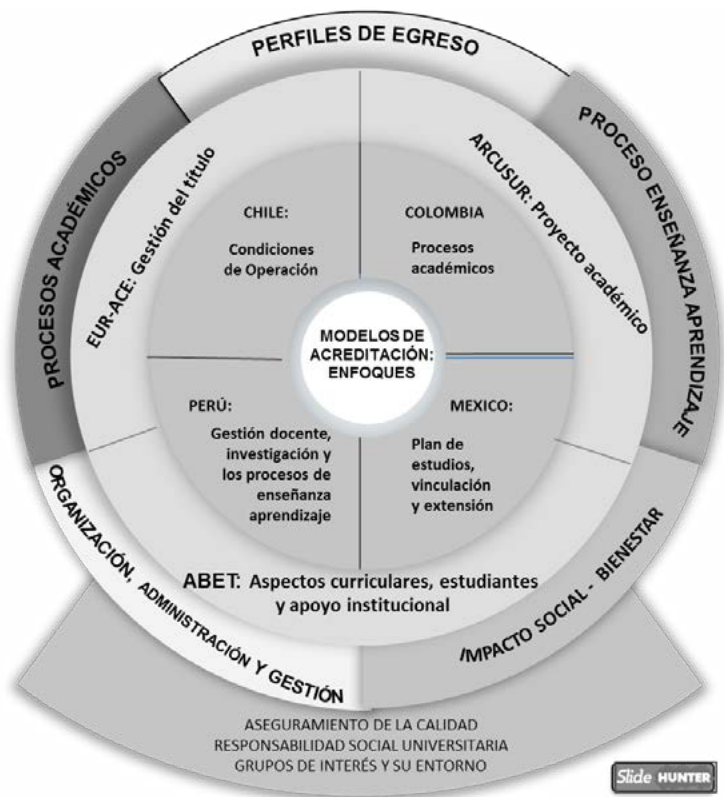 PERFILES DE EGRESO
PROCESOS ACADÉMICOS
PROCESO ENSEÑANZA APRENDIZAJE
EUR-ACE: Gestión del título
ARCUSUR: Proyecto académico
CHILE:
Condiciones
de Operación
COLOMBIA
Procesos
académicos
MODELOS DE
ACREDITACIÓN:
ENFOQUES
PERÚ:
Gestión docente,
investigación y
los procesos de
enseñanza
aprendizaje
MEXICO:
Plan de
estudios,
vinculación
y extensión
ABET: Aspectos curriculares, estudiantes
y apoyo institucional
ORGANIZACIÓN, ADMINISTRACIÓN Y GESTIÓN
IMPACTO SOCIAL - BIENESTAR
ASEGURAMIENTO DE LA CALIDAD
RESPONSABILIDAD SOCIAL UNIVERSITARIA
GRUPOS DE INTERÉS Y SU ENTORNO
Slide HUNTER